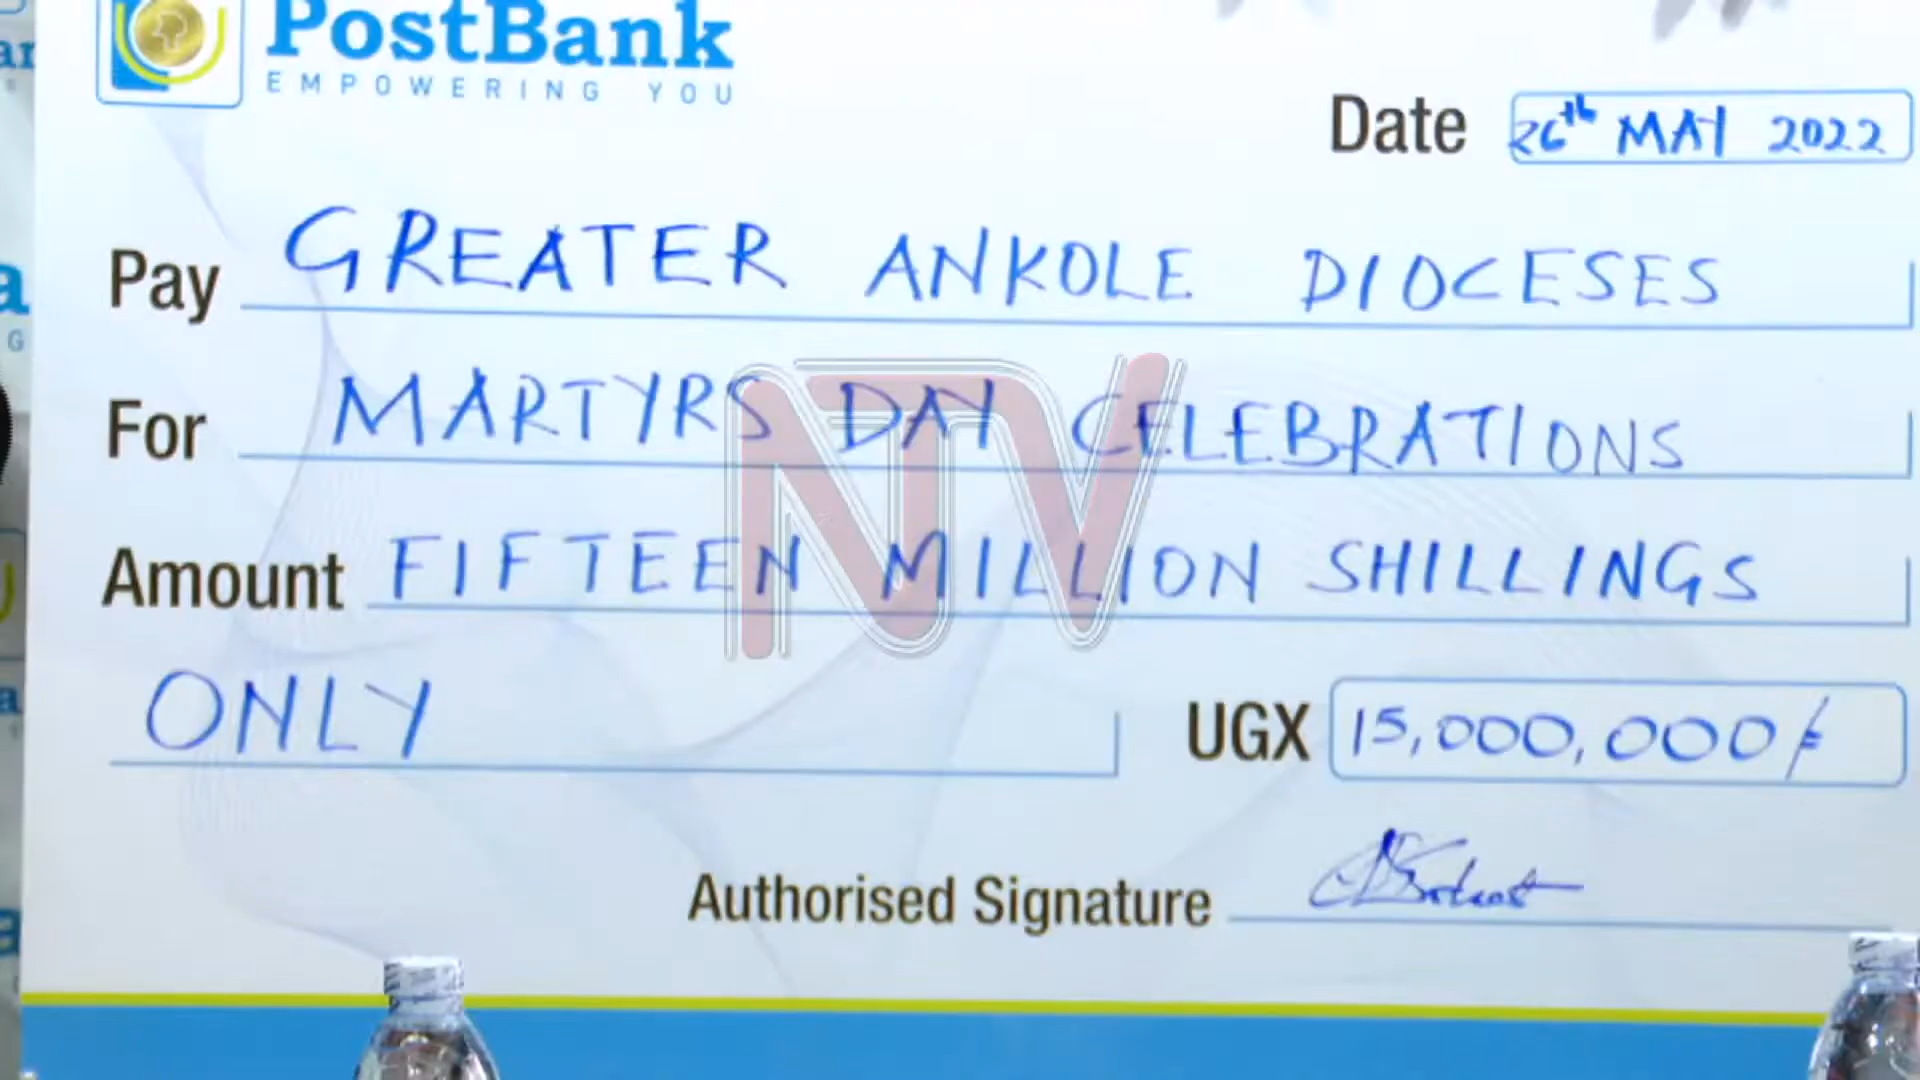 PostBank
EMPOWERING YOU
Date 26th MAY 2022
Pay GREATER ANKOLE DIOCESES
For MARTYRS DAY CELEBRATIONS
NTV
Amount FIFTEEN MILLION SHILLINGS
ONLY
UGX 15,000,000/=
Authorised Signature